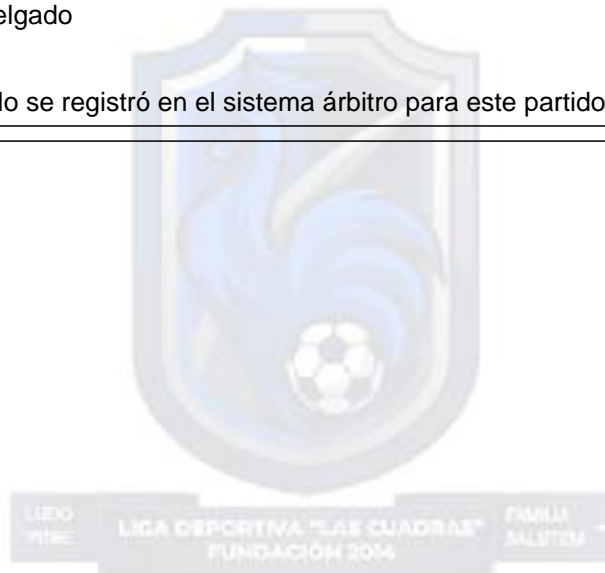 elgado
lo se registró en el sistema árbitro para este partido
LUDO
FAMILIA
LIGA DEPORTIVA "LAS CUADRAS"
SALUTEM
FUNDACIÓN 2014